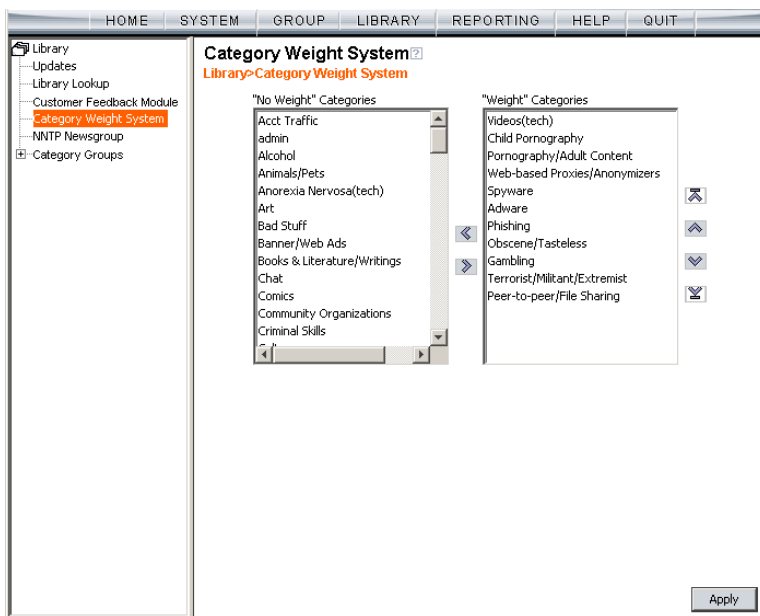 HOME SYSTEM GROUP LIBRARY REPORTING HELP QUIT
Library
Updates
Library Lookup
Customer Feedback Module
Category Weight System
NNTP Newsgroup
Category Groups
Category Weight System
Library>Category Weight System
"No Weight" Categories
Acct Traffic
admin
Alcohol
Animals/Pets
Anorexia Nervosa(tech)
Art
Bad Stuff
Banner/Web Ads
Books & Literature/Writings
Chat
Comics
Community Organizations
Criminal Skills
"Weight" Categories
Videos(tech)
Child Pornography
Pornography/Adult Content
Web-based Proxies/Anonymizers
Spyware
Adware
Phishing
Obscene/Tasteless
Gambling
Terrorist/Militant/Extremist
Peer-to-peer/File Sharing
Apply